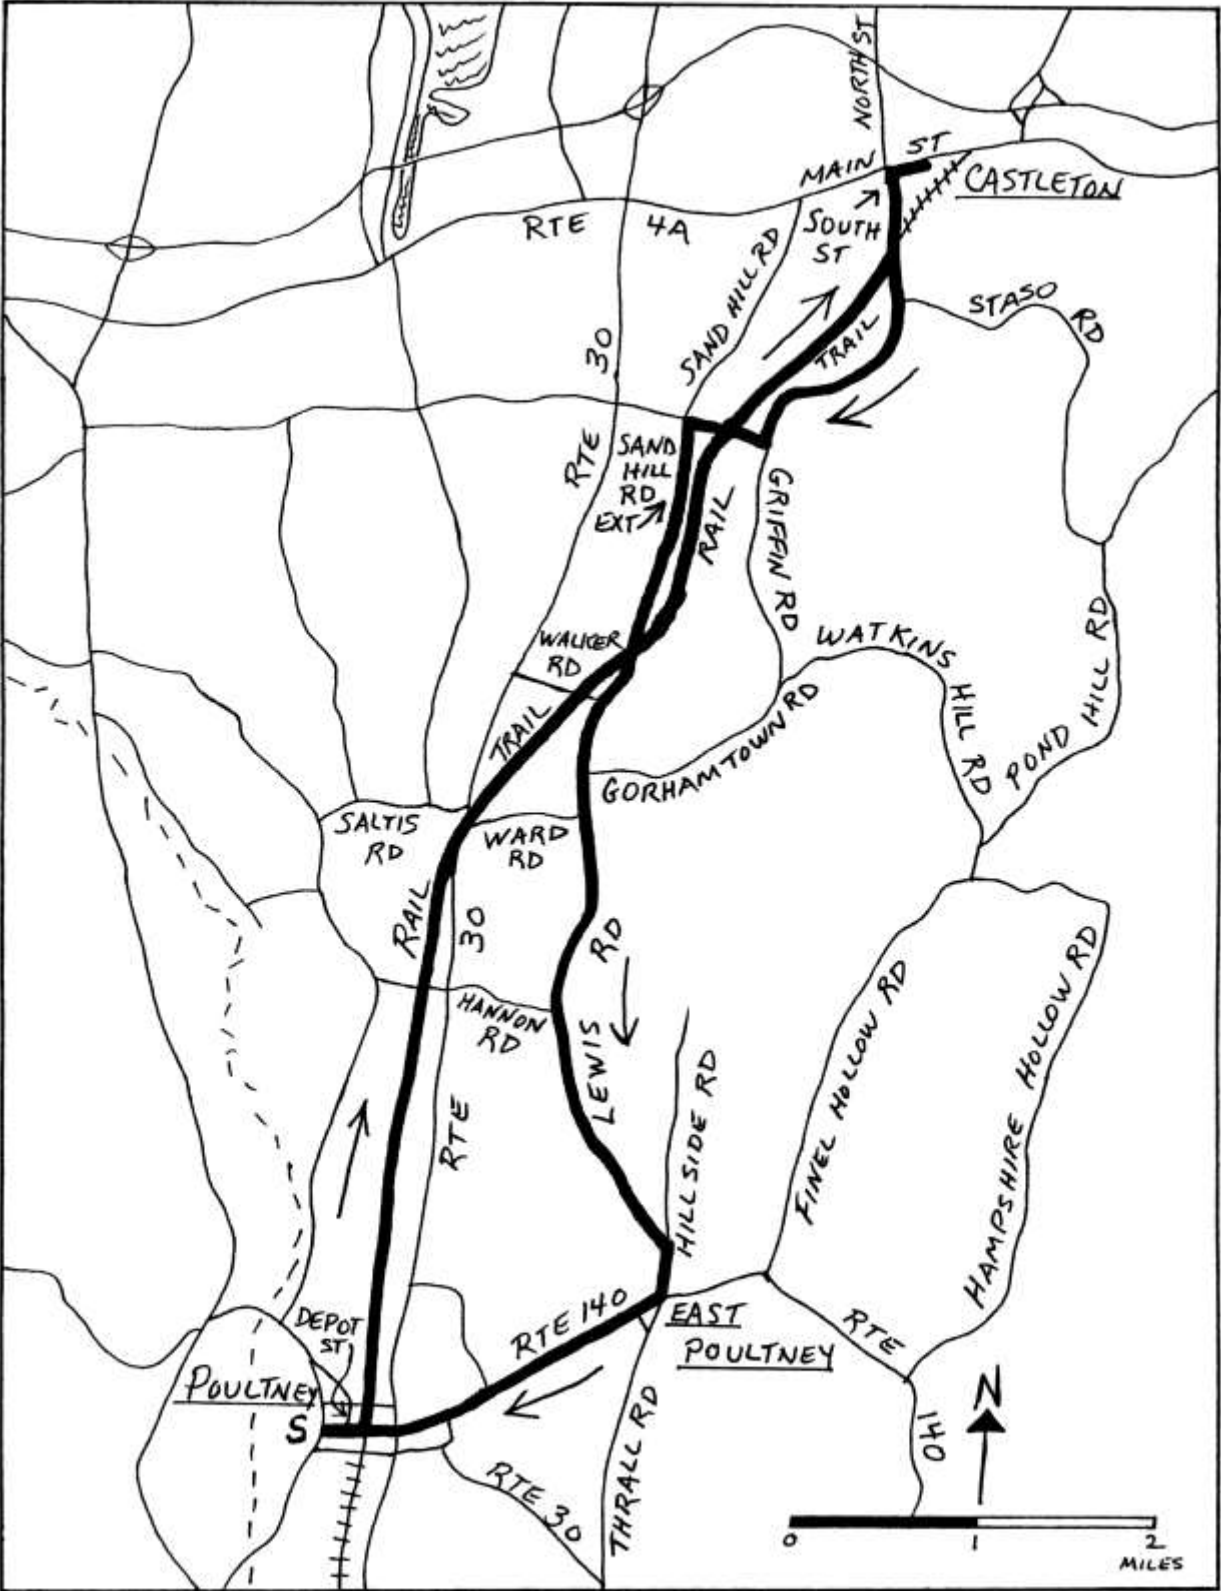 NORTH ST
MAIN ST
CASTLETON
RTE 4A
SOUTH
ST
SAND HILL RD
STASO RD
TRAIL
30
RTE
SAND
HILL
RD
EXT
RAIL
GRIFFIN RD
WALKER
RD
WATKINS HILL RD
POND HILL RD
TRAIL
GORHAMTOWN RD
SALTIS
RD
WARD
RD
RAIL
30
RD
HANNON
RD
LEWIS
FINEL HOLLOW RD
HAMPSHIRE HOLLOW RD
RTE
HILLSIDE RD
DEPOT
ST
RTE 140
EAST
POULTNEY
RTE
POULTNEY
S
THRALL RD
N
140
RTE 30
0 1 2
MILES